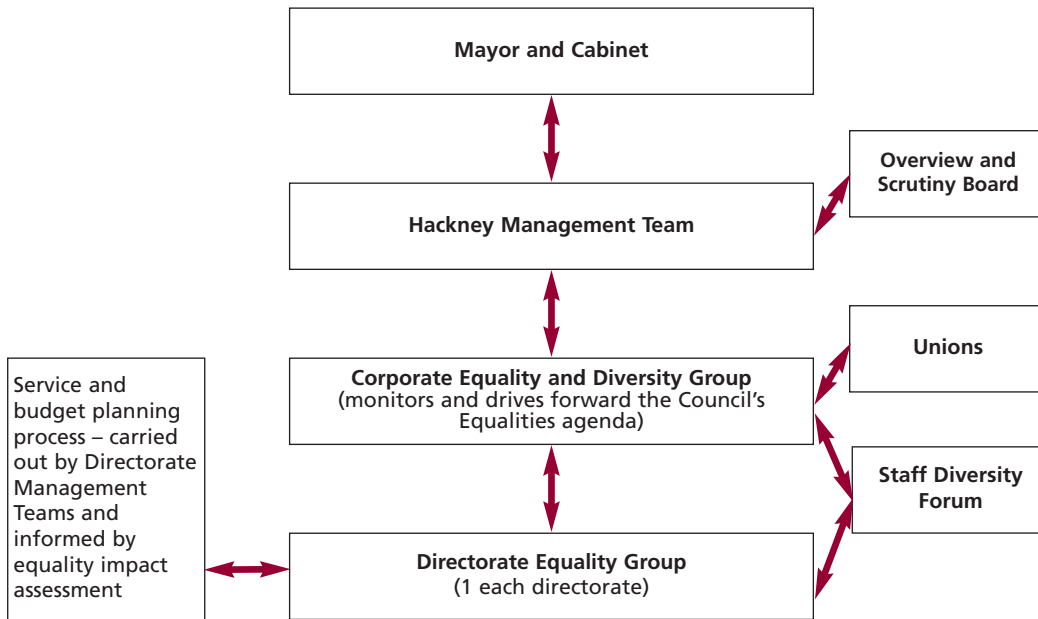 Mayor and Cabinet
Overview and
Scrutiny Board
Hackney Management Team
Unions
Corporate Equality and Diversity Group
(monitors and drives forward the Council's
Equalities agenda)
Service and
budget planning
process – carried
out by Directorate
Management
Teams and
informed by
equality impact
assessment
Staff Diversity
Forum
Directorate Equality Group
(1 each directorate)